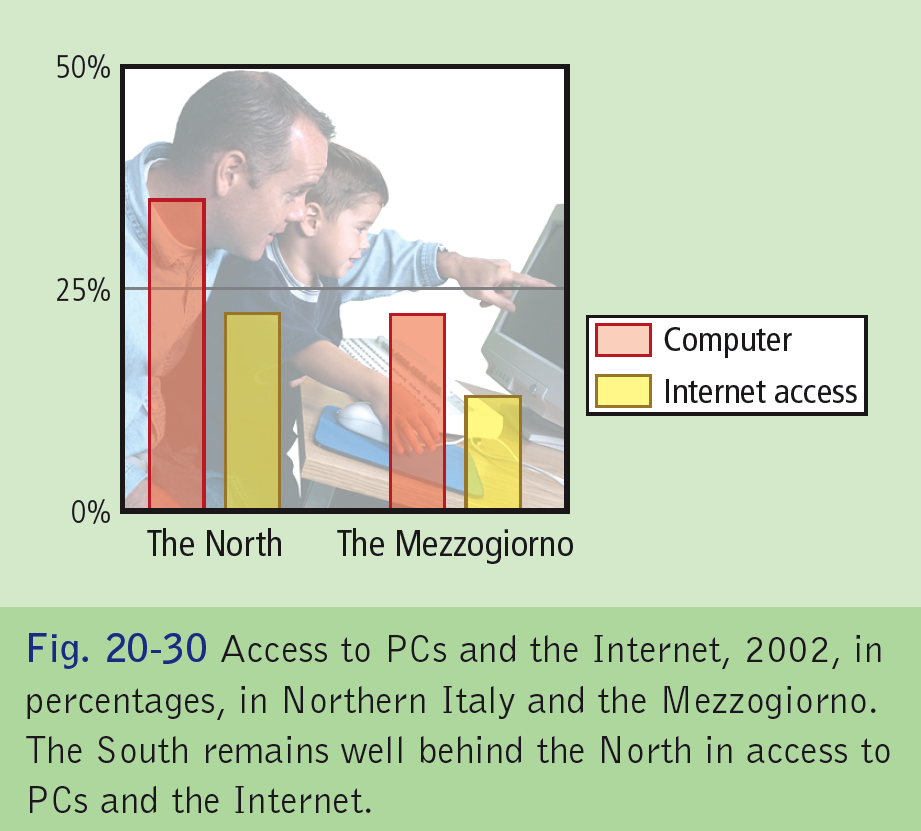 50%
25%
0%
The North
The Mezzogiorno
Computer
Internet access
Fig. 20-30 Access to PCs and the Internet, 2002, in
percentages, in Northern Italy and the Mezzogiorno.
The South remains well behind the North in access to
PCs and the Internet.